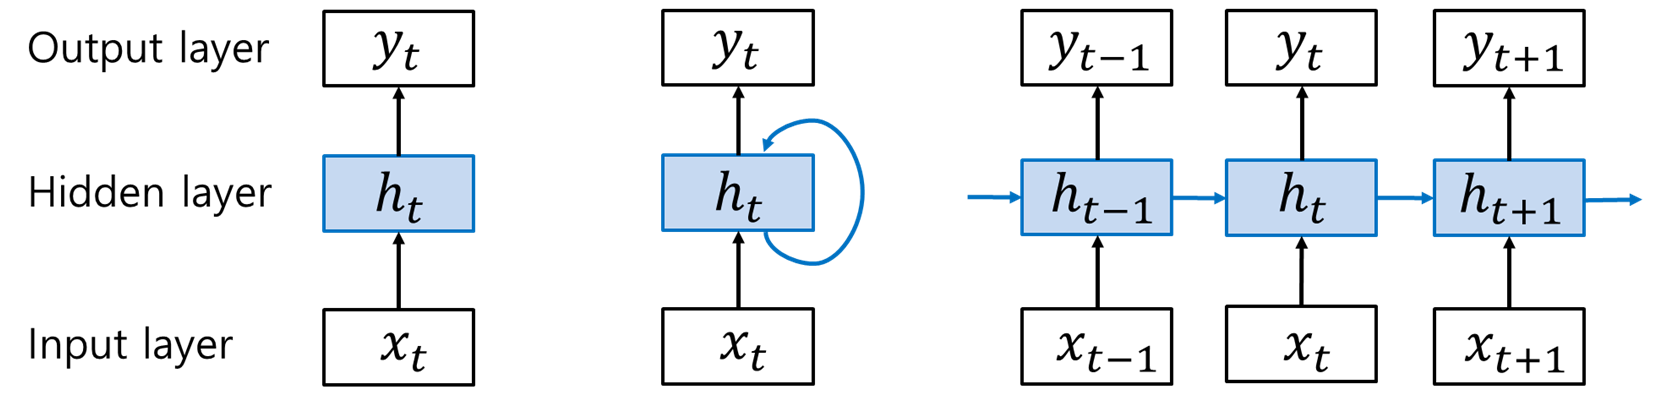 Output layer y_t y_t y_{t-1} y_t y_{t+1}
Hidden layer h_t h_t h_{t-1} h_t h_{t+1}
Input layer x_t x_t x_{t-1} x_t x_{t+1}